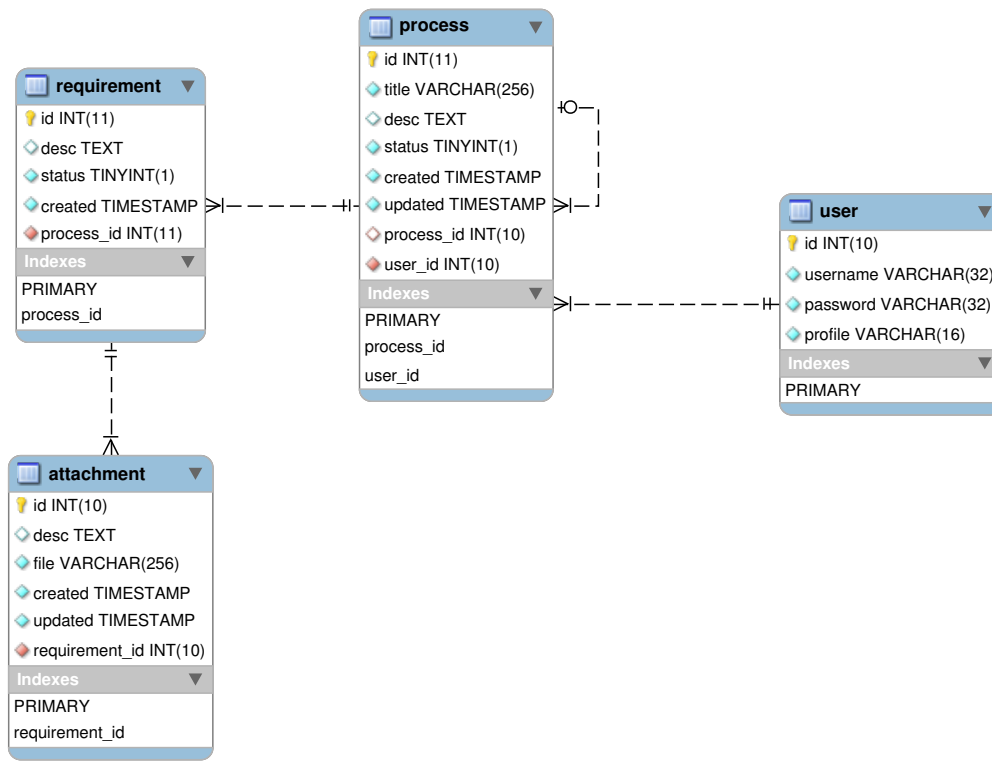 process
id INT(11)
title VARCHAR(256)
desc TEXT
status TINYINT(1)
created TIMESTAMP
updated TIMESTAMP
process_id INT(10)
user_id INT(10)
Indexes
PRIMARY
process_id
user_id
requirement
id INT(11)
desc TEXT
status TINYINT(1)
created TIMESTAMP
process_id INT(11)
Indexes
PRIMARY
process_id
user
id INT(10)
username VARCHAR(32)
password VARCHAR(32)
profile VARCHAR(16)
Indexes
PRIMARY
attachment
id INT(10)
desc TEXT
file VARCHAR(256)
created TIMESTAMP
updated TIMESTAMP
requirement_id INT(10)
Indexes
PRIMARY
requirement_id